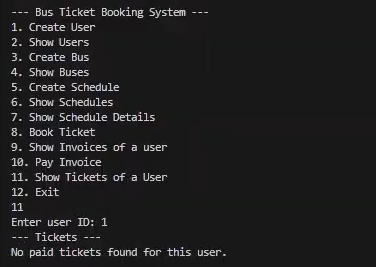 --- Bus Ticket Booking System ---
1. Create User
2. Show Users
3. Create Bus
4. Show Buses
5. Create Schedule
6. Show Schedules
7. Show Schedule Details
8. Book Ticket
9. Show Invoices of a user
10. Pay Invoice
11. Show Tickets of a User
12. Exit
11
Enter user ID: 1
--- Tickets ---
No paid tickets found for this user.